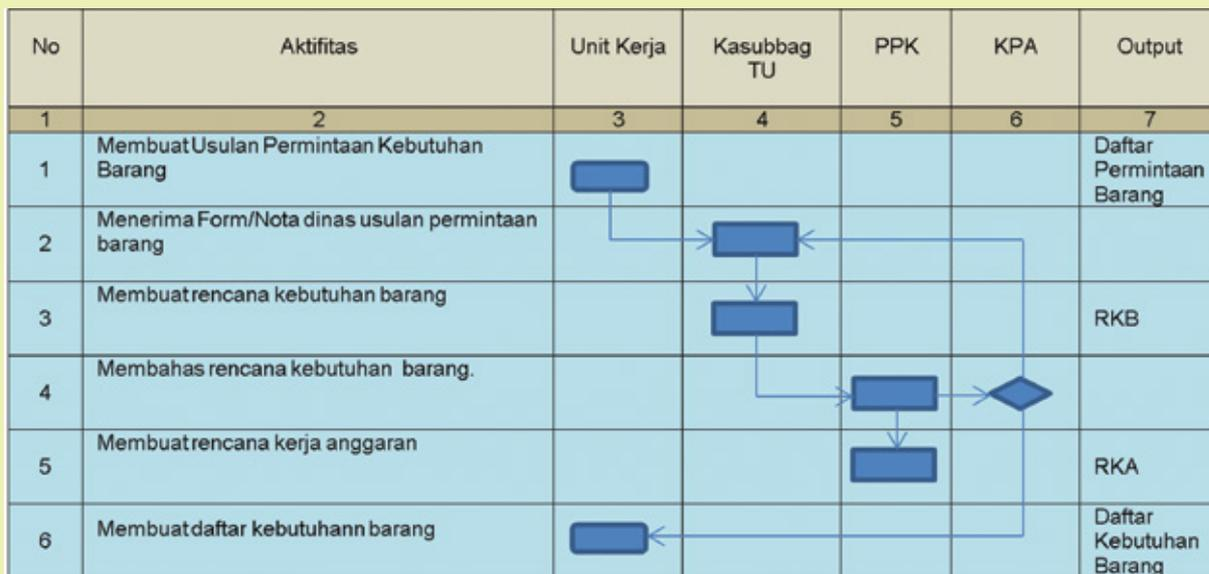 No Aktifitas Unit Kerja Kasubbag PPK KPA Output
TU
1 2 3 4 5 6 7
1 Membuat Usulan Permintaan Kebutuhan
Barang
Daftar
Permintaan
Barang
2 Menerima Form/Nota dinas usulan permintaan
barang
3 Membuat rencana kebutuhan barang RKB
4 Membahas rencana kebutuhan barang.
5 Membuat rencana kerja anggaran RKA
6 Membuat daftar kebutuhann barang
Daftar
Kebutuhan
Barang